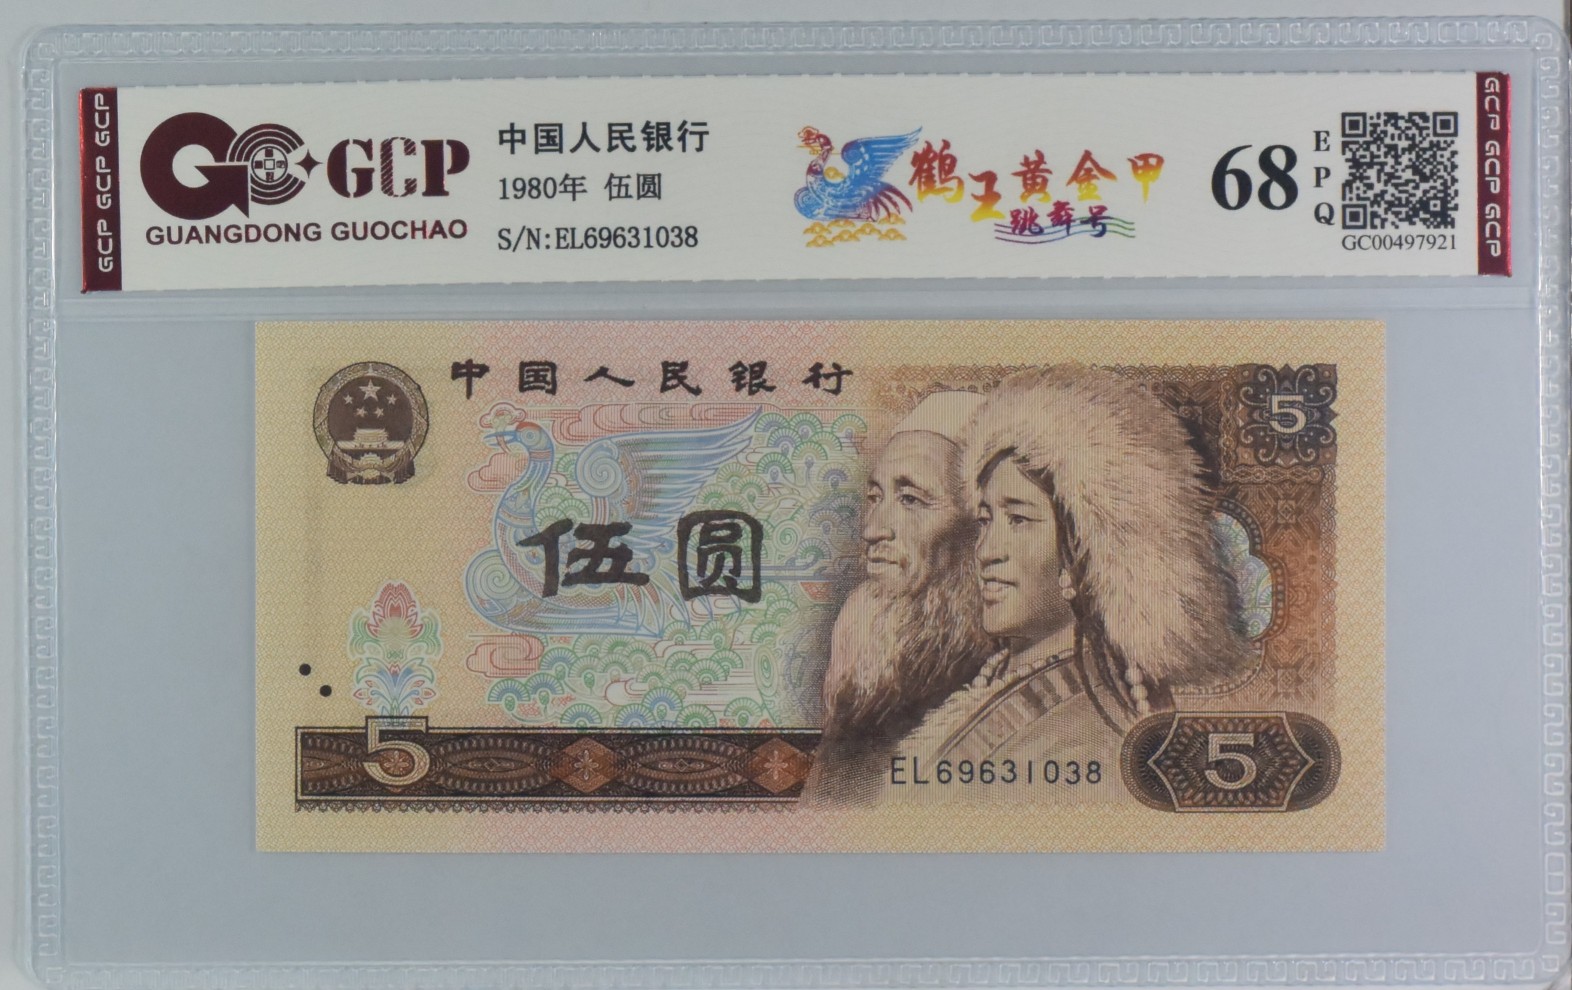 GCP GCP GCP
GCP
GUANGDONG GUOCHAO
中国人民银行
1980年 伍圆
S/N:EL69631038
鹤王黄金甲
跳舞号
68
EPQ
GC00497921
GCP GCP GCP
中国人民银行
5
伍圆
5
EL69631038
5